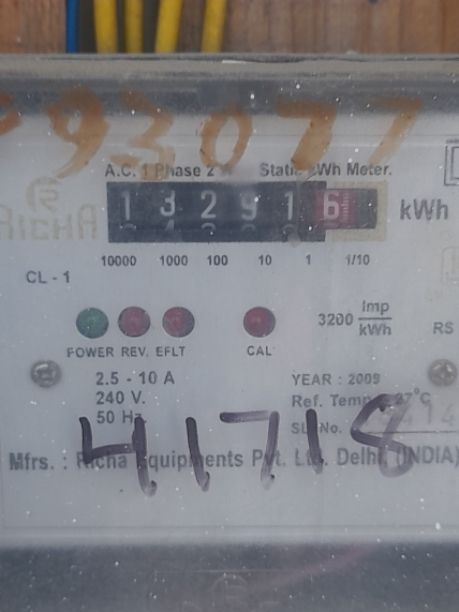 93077
A.C. 1 Phase 2 W Static kWh Meter.
RICHA
13291 6 kWh
10000 1000 100 10 1 1/10
CL - 1
3200 Imp/kWh
RS
POWER REV. EFLT CAL
2.5 - 10 A
240 V.
50 Hz
YEAR : 2009
Ref. Temp. 27°C
Sl. No.
41718
Mfrs. : Richa Equipments Pvt. Ltd. Delhi, (INDIA)